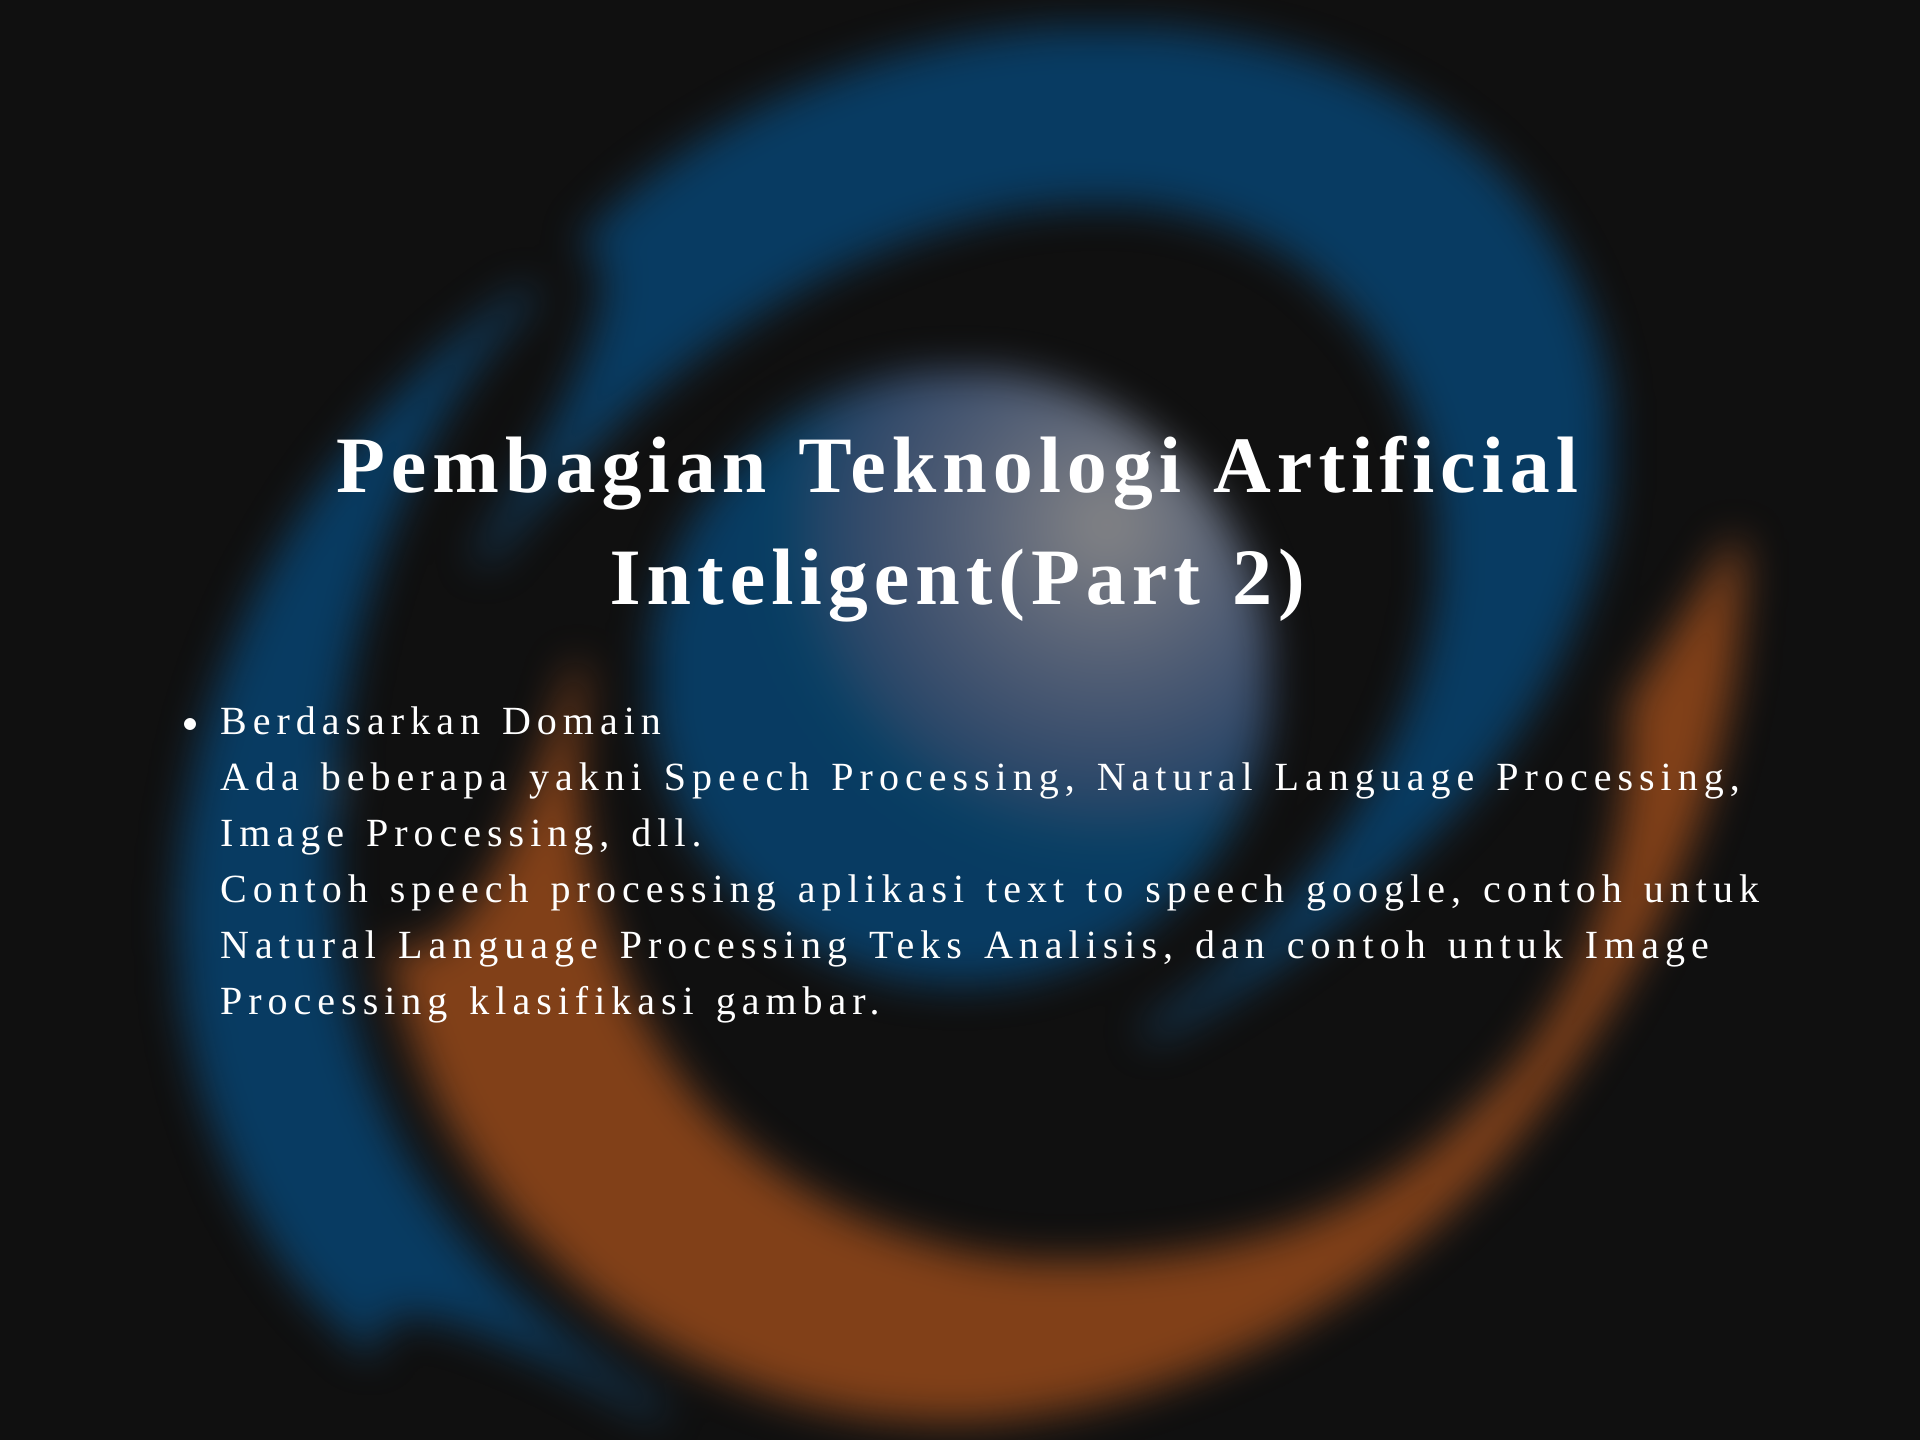 Pembagian Teknologi Artificial
Inteligent(Part 2)
• Berdasarkan Domain
Ada beberapa yakni Speech Processing, Natural Language Processing,
Image Processing, dll.
Contoh speech processing aplikasi text to speech google, contoh untuk
Natural Language Processing Teks Analisis, dan contoh untuk Image
Processing klasifikasi gambar.